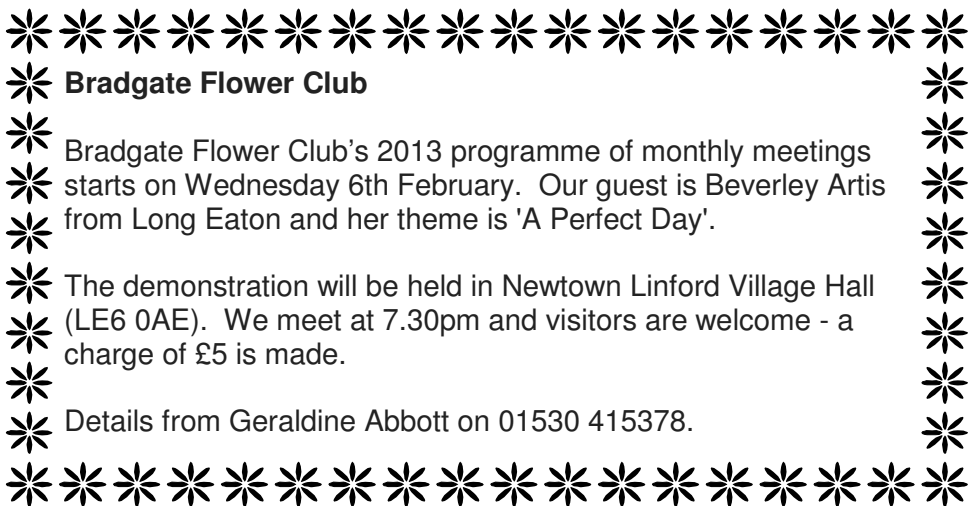 Bradgate Flower Club
Bradgate Flower Club’s 2013 programme of monthly meetings
starts on Wednesday 6th February.  Our guest is Beverley Artis
from Long Eaton and her theme is 'A Perfect Day'.
The demonstration will be held in Newtown Linford Village Hall
(LE6 0AE).  We meet at 7.30pm and visitors are welcome - a
charge of £5 is made.
Details from Geraldine Abbott on 01530 415378.